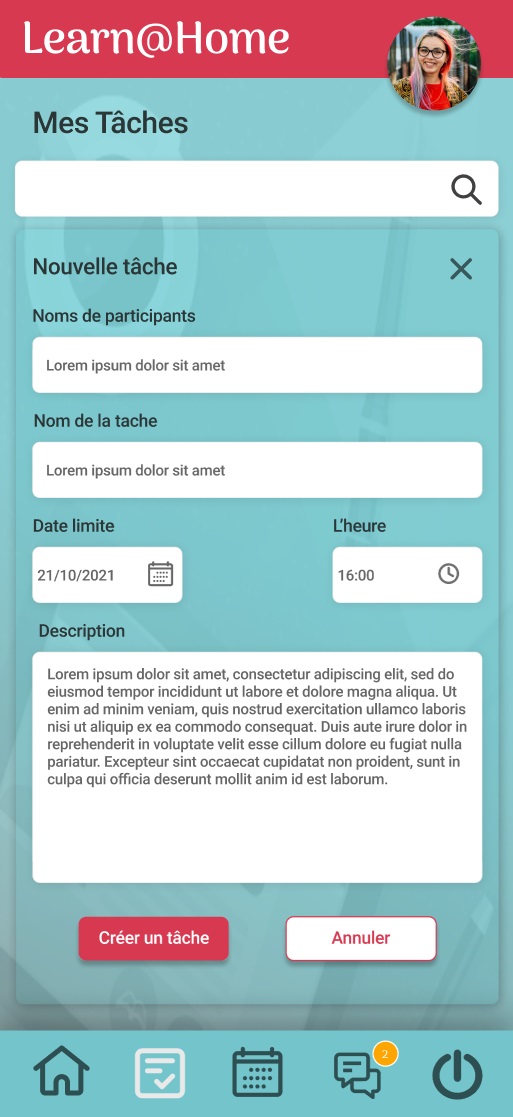 Learn@Home
Mes Tâches
Nouvelle tâche
Noms de participants
Lorem ipsum dolor sit amet
Nom de la tache
Lorem ipsum dolor sit amet
Date limite
L'heure
21/10/2021
16:00
Description
Lorem ipsum dolor sit amet, consectetur adipiscing elit, sed do
eiusmod tempor incididunt ut labore et dolore magna aliqua. Ut
enim ad minim veniam, quis nostrud exercitation ullamco laboris
nisi ut aliquip ex ea commodo consequat. Duis aute irure dolor in
reprehenderit in voluptate velit esse cillum dolore eu fugiat nulla
pariatur. Excepteur sint occaecat cupidatat non proident, sunt in
culpa qui officia deserunt mollit anim id est laborum.
Créer un tâche
Annuler
2